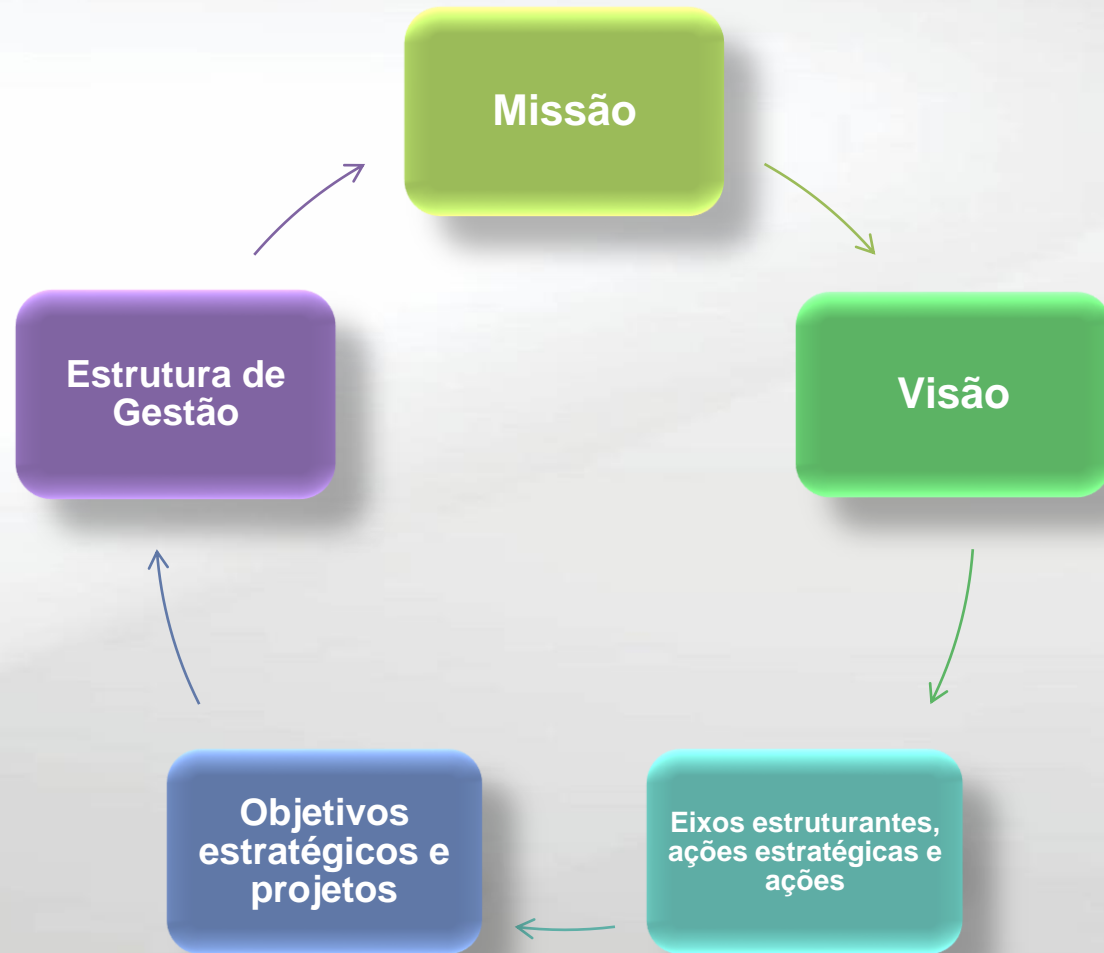 Missão
Visão
Eixos estruturantes,
ações estratégicas e
ações
Objetivos
estratégicos e
projetos
Estrutura de
Gestão